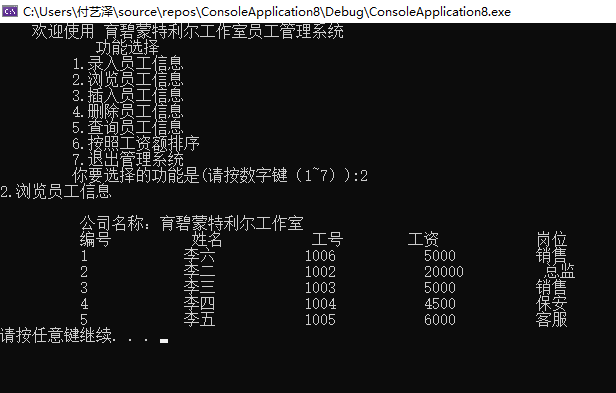 C:\Users\付艺泽\source\repos\ConsoleApplication8\Debug\ConsoleApplication8.exe
欢迎使用 育碧蒙特利尔工作室员工管理系统
功能选择
1.录入员工信息
2.浏览员工信息
3.插入员工信息
4.删除员工信息
5.查询员工信息
6.按照工资额排序
7.退出管理系统
你要选择的功能是(请按数字键（1~7）):2
2.浏览员工信息
公司名称：育碧蒙特利尔工作室
编号 姓名 工号 工资 岗位
1 李六 1006 5000 销售
2 李二 1002 20000 总监
3 李三 1003 5000 销售
4 李四 1004 4500 保安
5 李五 1005 6000 客服
请按任意键继续. . .